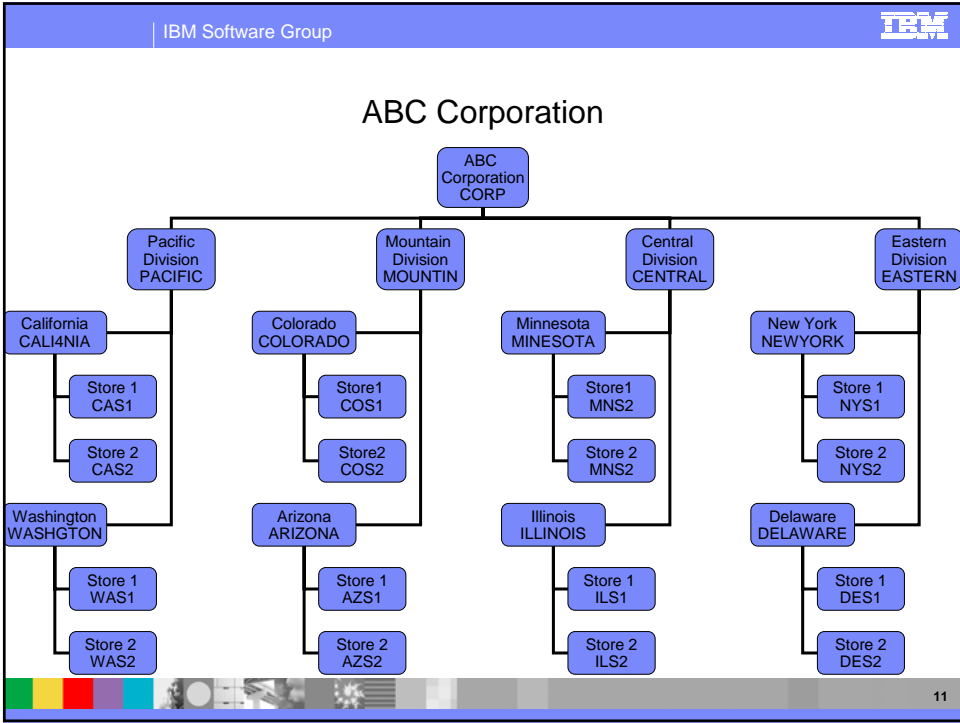 IBM Software Group
IBM
ABC Corporation
ABC
Corporation
CORP
Pacific
Division
PACIFIC
Mountain
Division
MOUNTIN
Central
Division
CENTRAL
Eastern
Division
EASTERN
California
CALI4NIA
Colorado
COLORADO
Minnesota
MINESOTA
New York
NEWYORK
Store 1
CAS1
Store1
COS1
Store1
MNS2
Store 1
NYS1
Store 2
CAS2
Store2
COS2
Store 2
MNS2
Store 2
NYS2
Washington
WASHGTON
Arizona
ARIZONA
Illinois
ILLINOIS
Delaware
DELAWARE
Store 1
WAS1
Store 1
AZS1
Store 1
ILS1
Store 1
DES1
Store 2
WAS2
Store 2
AZS2
Store 2
ILS2
Store 2
DES2
11